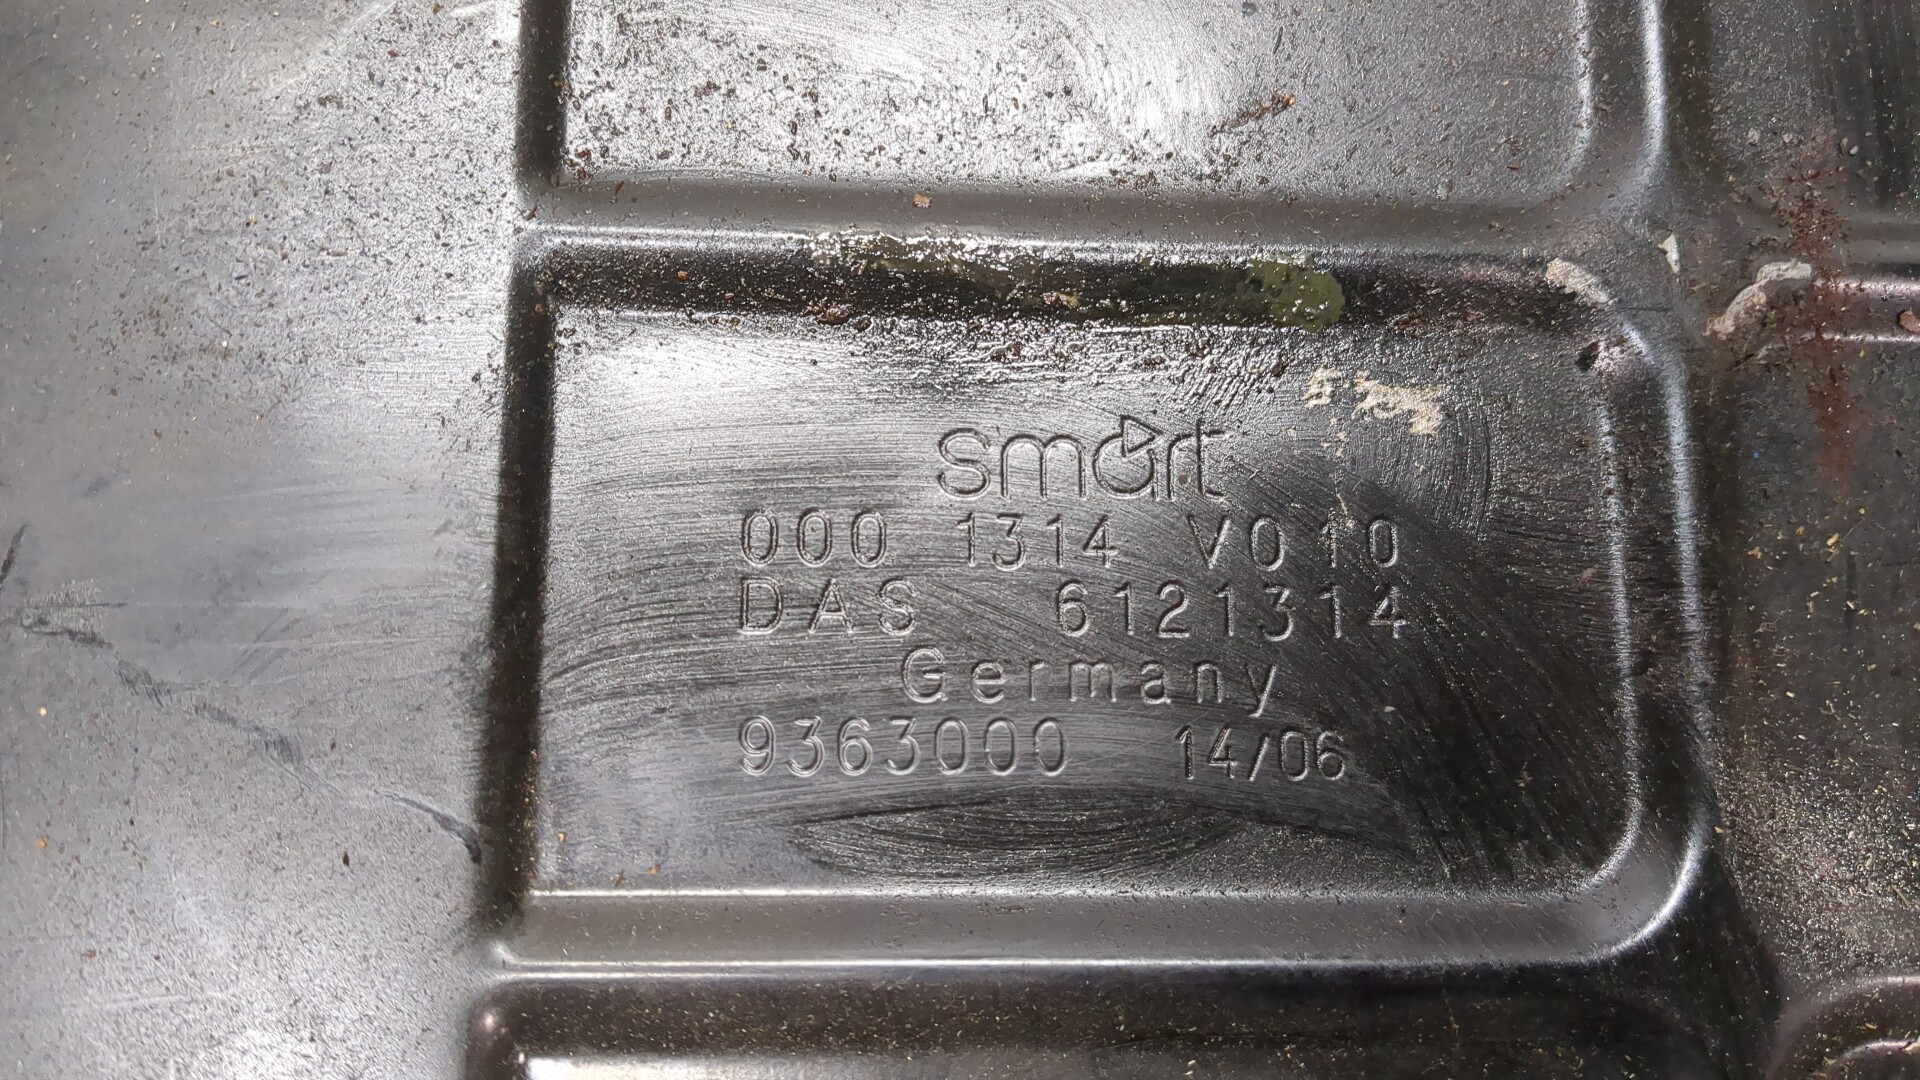 smart
000 1314 V010
DAS 6121314
Germany
9363000 14/06